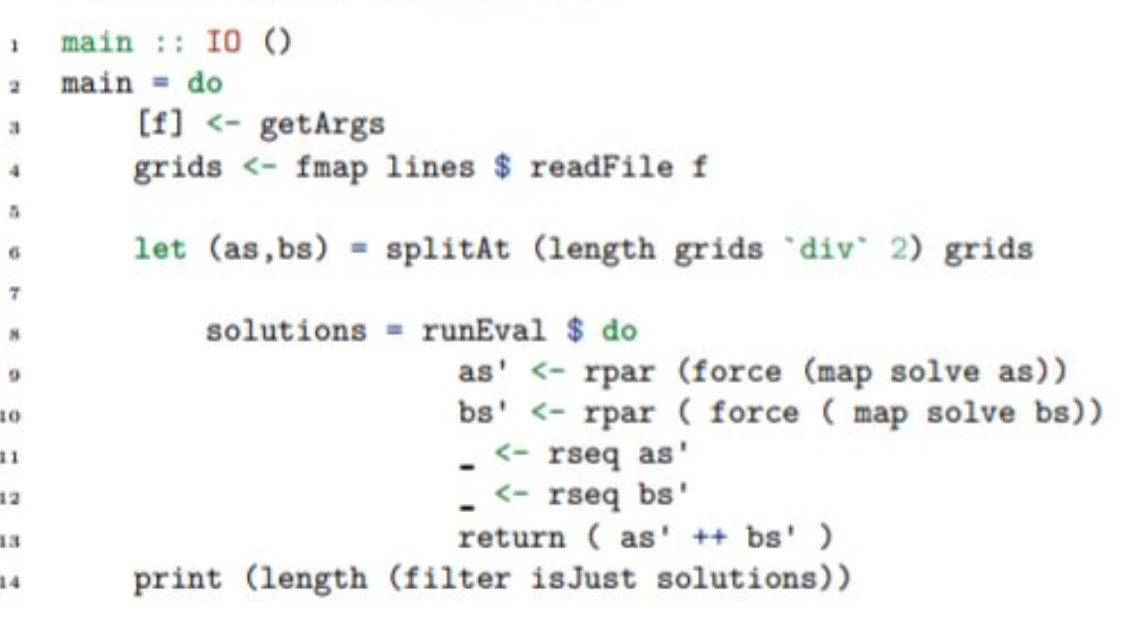 1 main :: IO ()
2 main = do
3 [f] <- getArgs
4 grids <- fmap lines $ readFile f
5
6 let (as,bs) = splitAt (length grids `div` 2) grids
7
8 solutions = runEval $ do
9 as' <- rpar (force (map solve as))
10 bs' <- rpar ( force ( map solve bs))
11 _ <- rseq as'
12 _ <- rseq bs'
13 return ( as' ++ bs' )
14 print (length (filter isJust solutions))